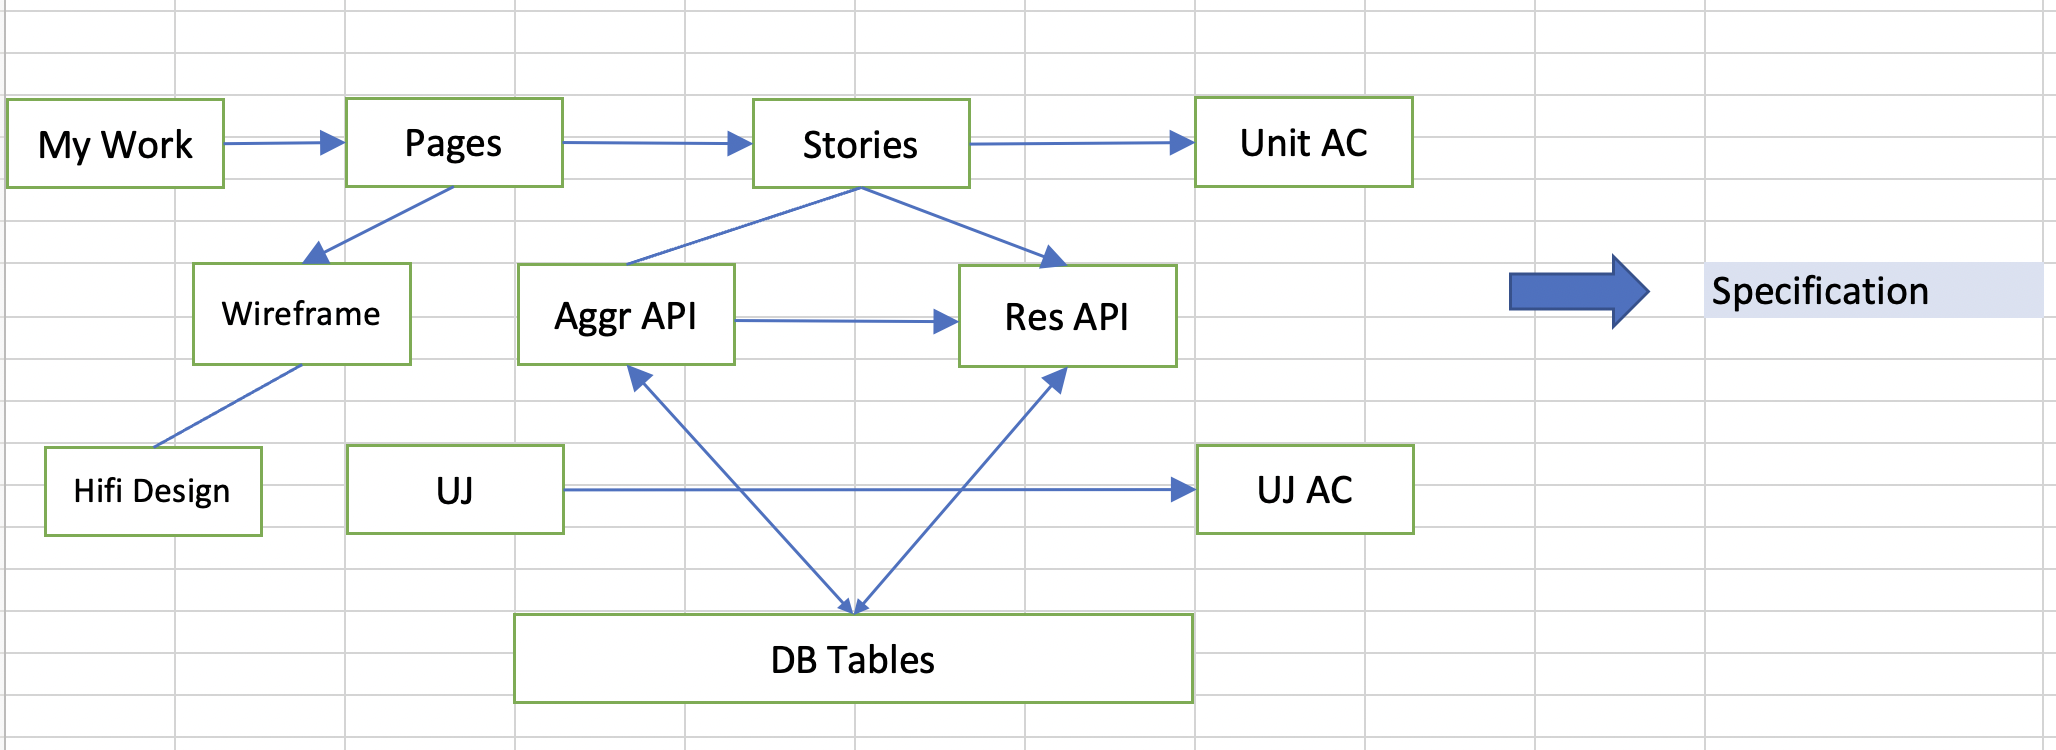 My Work
Pages
Stories
Unit AC
Wireframe
Aggr API
Res API
Specification
Hifi Design
UJ
UJ AC
DB Tables